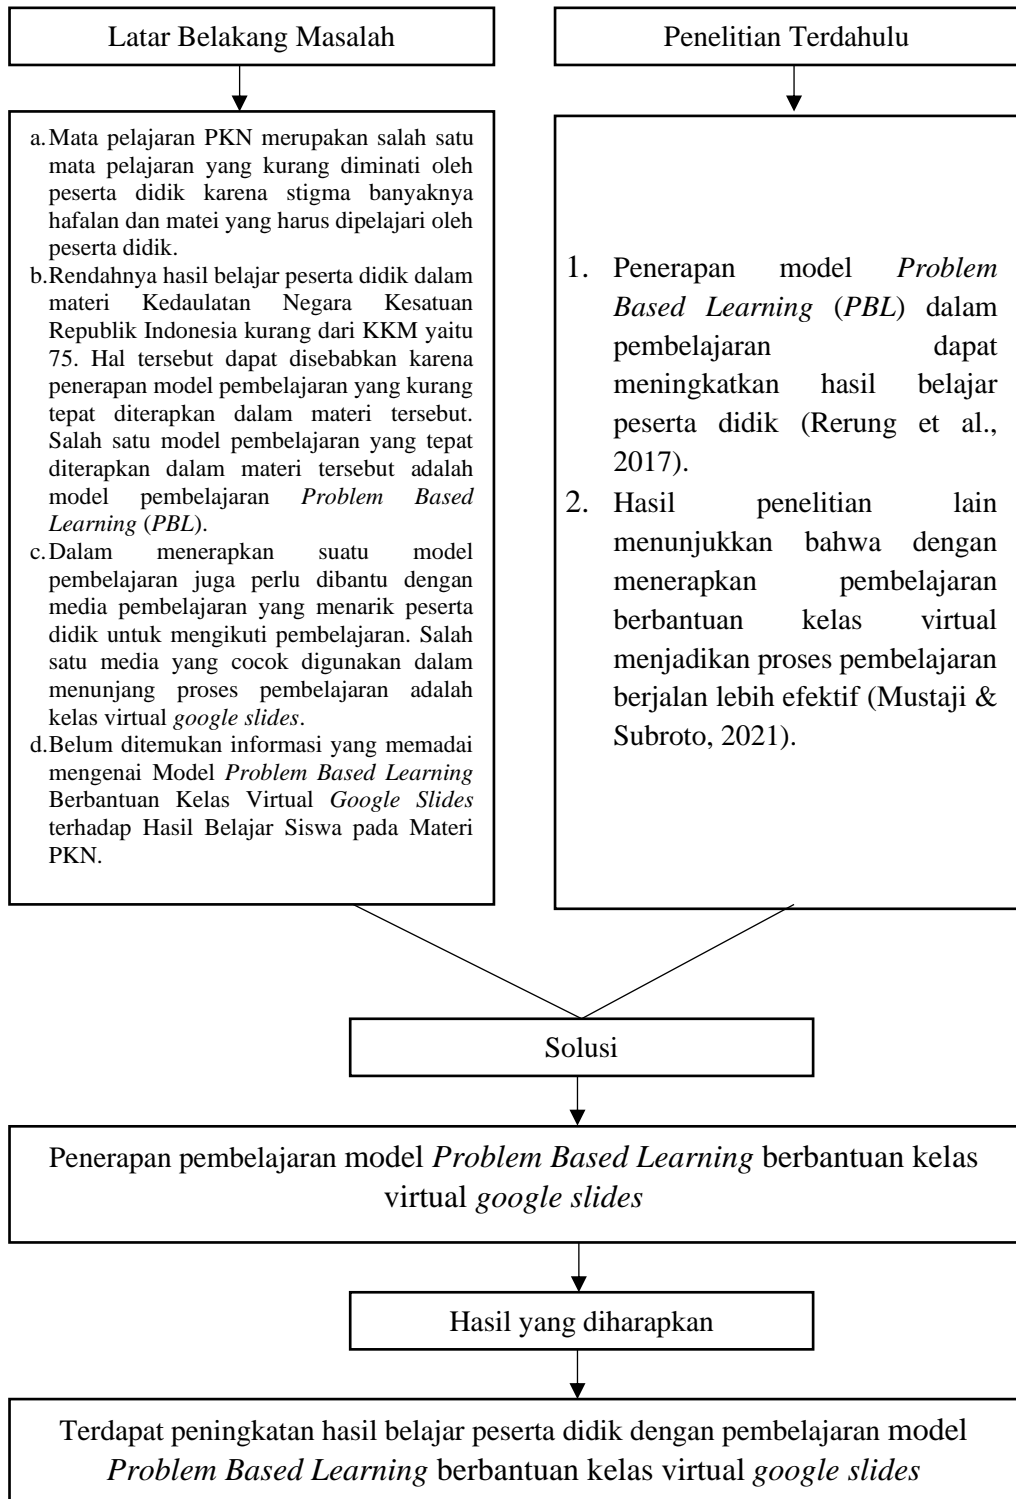 Latar Belakang Masalah
Penelitian Terdahulu
a. Mata pelajaran PKN merupakan salah satu
mata pelajaran yang kurang diminati oleh
peserta didik karena stigma banyaknya
hafalan dan matei yang harus dipelajari oleh
peserta didik.
b. Rendahnya hasil belajar peserta didik dalam
materi Kedaulatan Negara Kesatuan
Republik Indonesia kurang dari KKM yaitu
75. Hal tersebut dapat disebabkan karena
penerapan model pembelajaran yang kurang
tepat diterapkan dalam materi tersebut.
Salah satu model pembelajaran yang tepat
diterapkan dalam materi tersebut adalah
model pembelajaran Problem Based
Learning (PBL).
c. Dalam menerapkan suatu model
pembelajaran juga perlu dibantu dengan
media pembelajaran yang menarik peserta
didik untuk mengikuti pembelajaran. Salah
satu media yang cocok digunakan dalam
menunjang proses pembelajaran adalah
kelas virtual google slides.
d. Belum ditemukan informasi yang memadai
mengenai Model Problem Based Learning
Berbantuan Kelas Virtual Google Slides
terhadap Hasil Belajar Siswa pada Materi
PKN.
1. Penerapan model Problem
Based Learning (PBL) dalam
pembelajaran dapat
meningkatkan hasil belajar
peserta didik (Rerung et al.,
2017).
2. Hasil penelitian lain
menunjukkan bahwa dengan
menerapkan pembelajaran
berbantuan kelas virtual
menjadikan proses pembelajaran
berjalan lebih efektif (Mustaji &
Subroto, 2021).
Solusi
Penerapan pembelajaran model Problem Based Learning berbantuan kelas
virtual google slides
Hasil yang diharapkan
Terdapat peningkatan hasil belajar peserta didik dengan pembelajaran model
Problem Based Learning berbantuan kelas virtual google slides